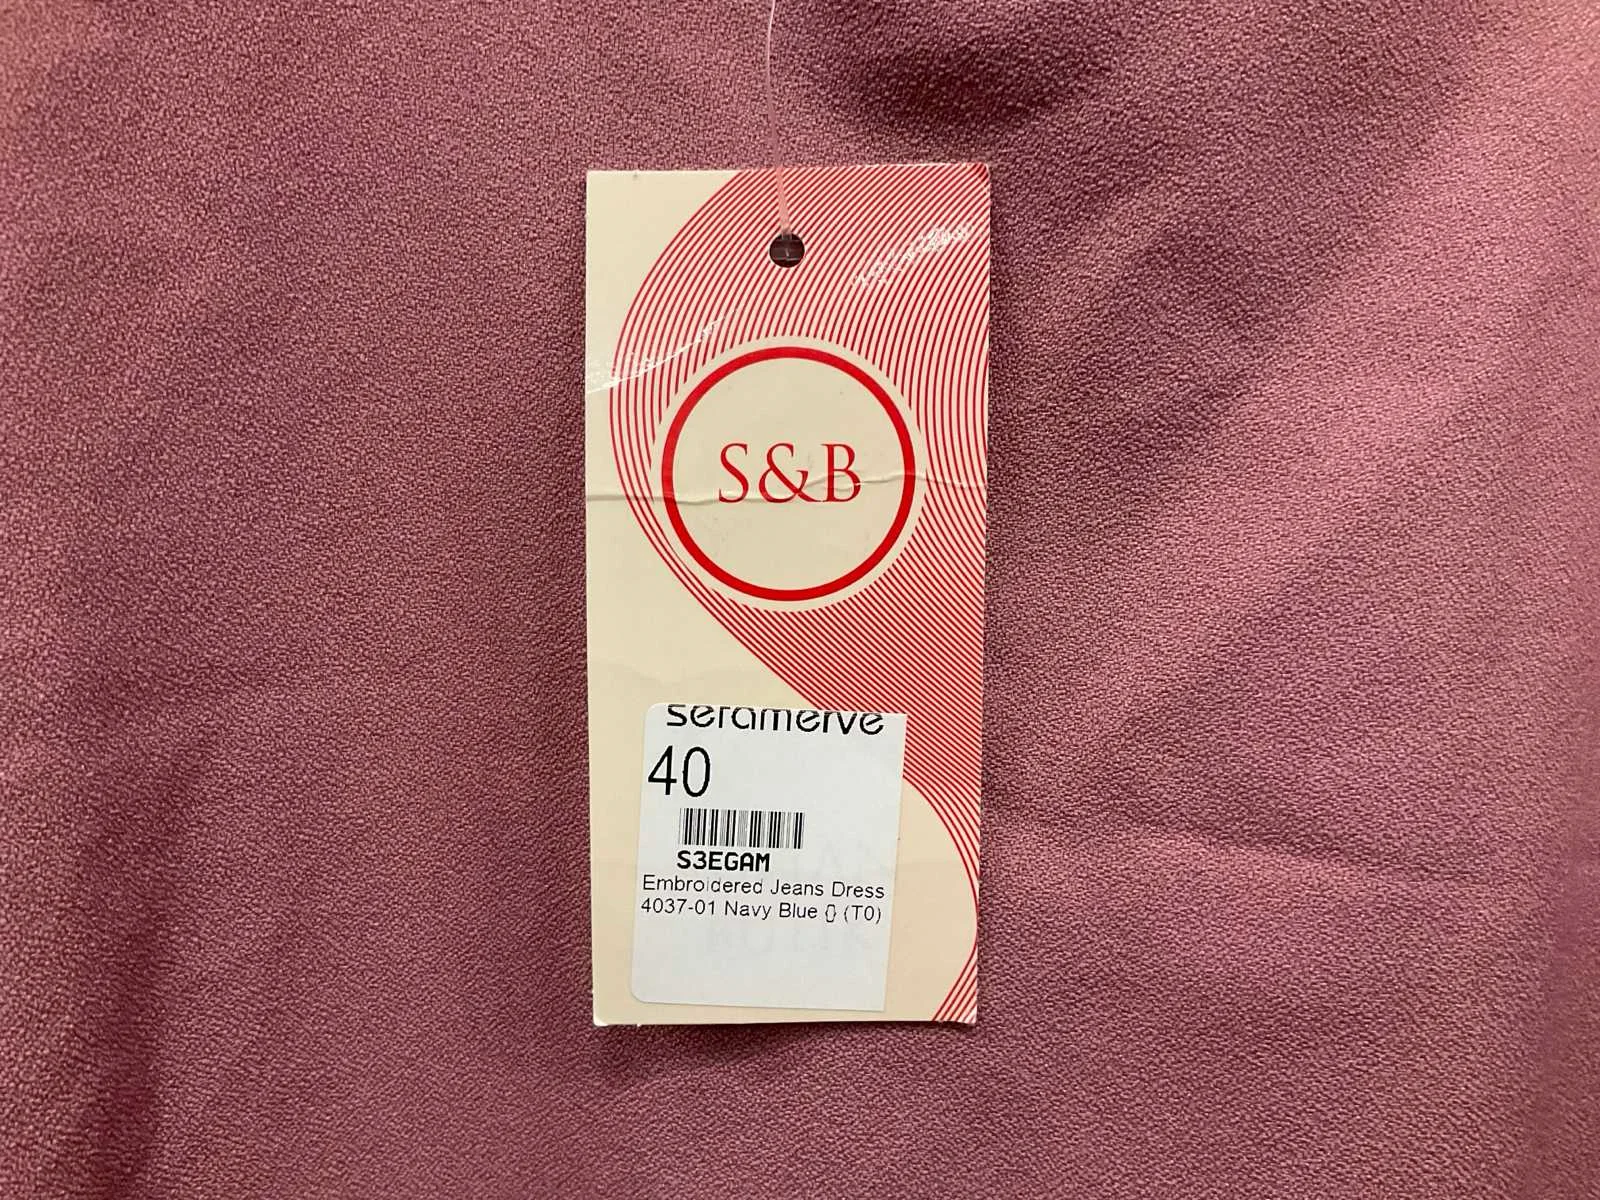 S&B
seramerve
40
S3EGAM
Embroidered Jeans Dress
4037-01 Navy Blue {} (T0)